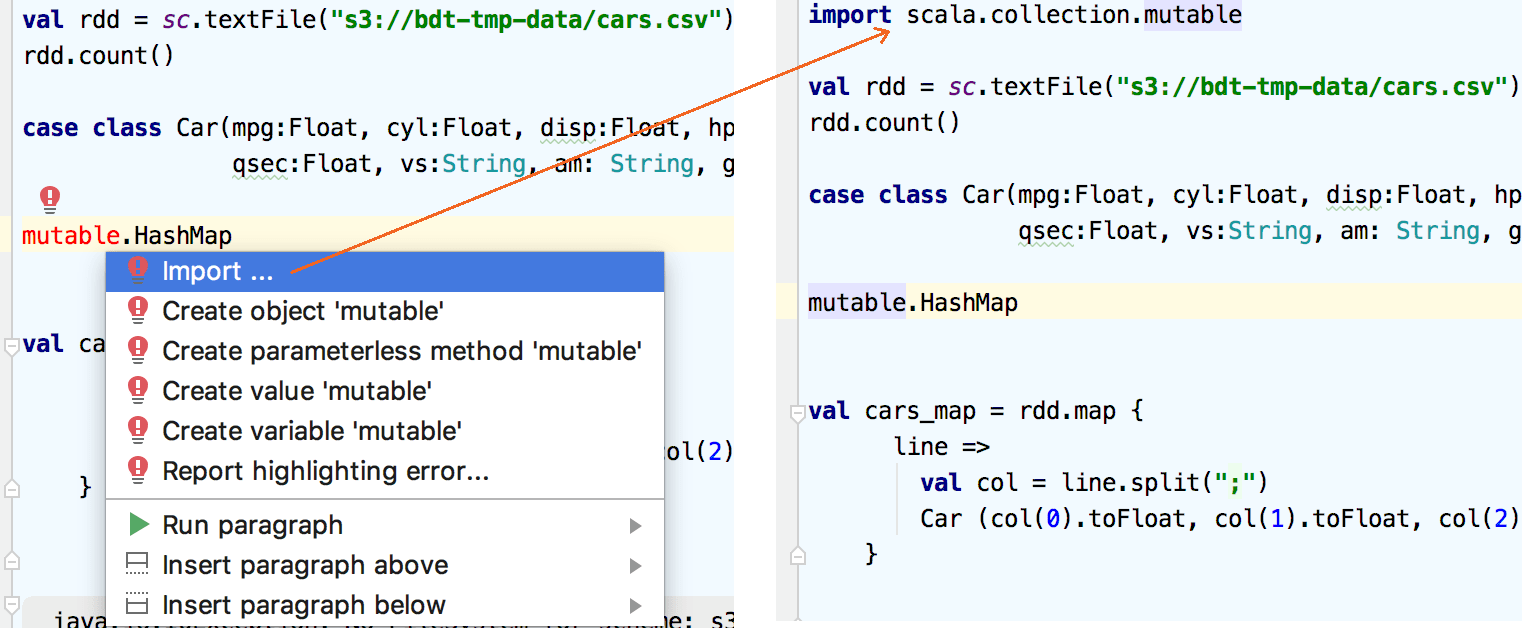 val rdd = sc.textFile("s3://bdt-tmp-data/cars.csv")
rdd.count()
case class Car(mpg:Float, cyl:Float, disp:Float, hp
qsec:Float, vs:String, am: String, g
mutable.HashMap
Import ...
Create object 'mutable'
Create parameterless method 'mutable'
val ca
Create value 'mutable'
Create variable 'mutable'
col(2)
Report highlighting error...
}
Run paragraph
Insert paragraph above
Insert paragraph below
import scala.collection.mutable
val rdd = sc.textFile("s3://bdt-tmp-data/cars.csv")
rdd.count()
case class Car(mpg:Float, cyl:Float, disp:Float, hp
qsec:Float, vs:String, am: String, g
mutable.HashMap
val cars_map = rdd.map {
line =>
val col = line.split(";")
Car (col(0).toFloat, col(1).toFloat, col(2)
}